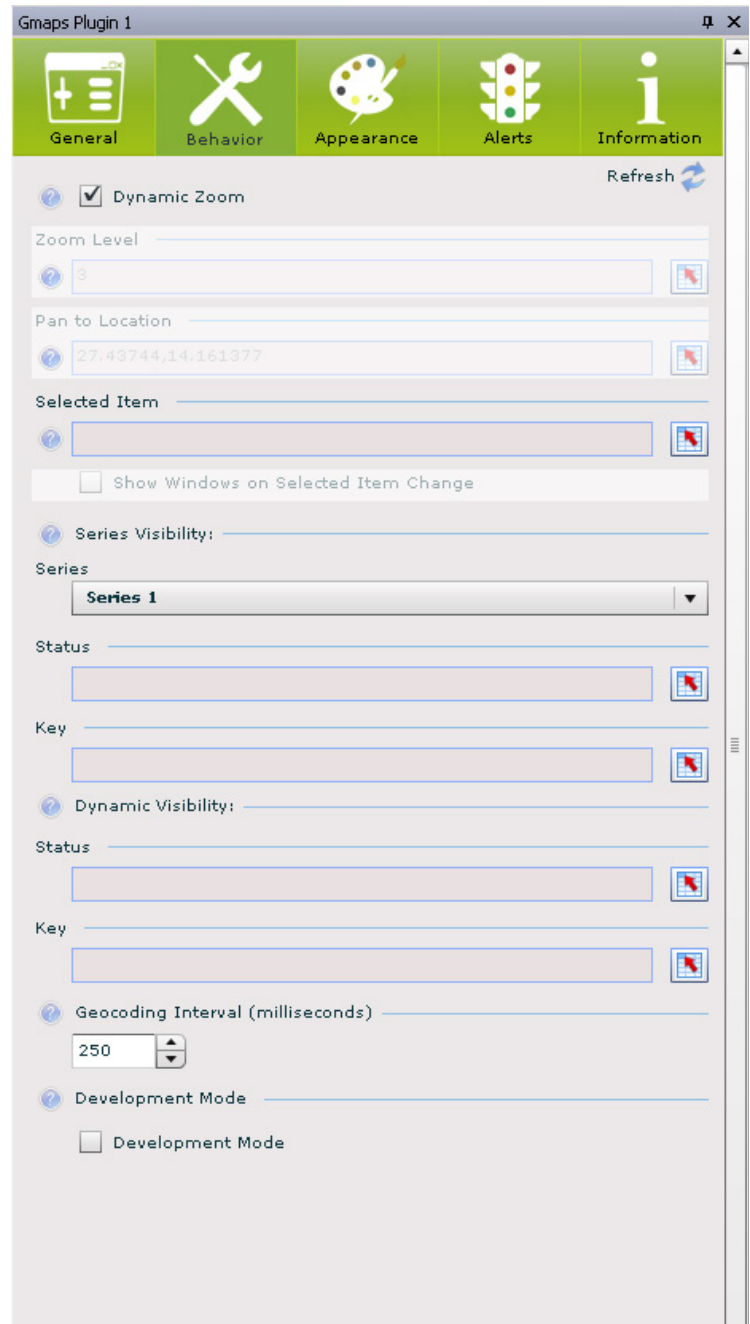 Gmaps Plugin 1
General Behavior Appearance Alerts Information
Refresh
Dynamic Zoom
Zoom Level
3
Pan to Location
27.43744,14.161377
Selected Item
Show Windows on Selected Item Change
Series Visibility:
Series
Series 1
Status
Key
Dynamic Visibility:
Status
Key
Geocoding Interval (milliseconds)
250
Development Mode
Development Mode